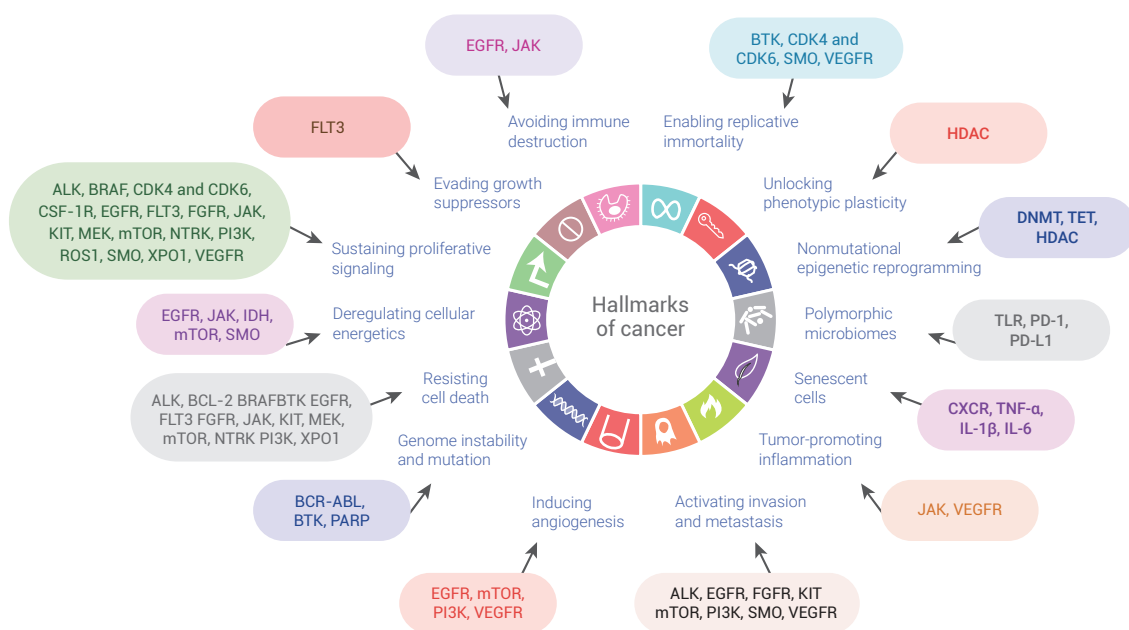 EGFR, JAK
BTK, CDK4 and
CDK6, SMO, VEGFR
FLT3
Avoiding immune
destruction
Enabling replicative
immortality
HDAC
ALK, BRAF, CDK4 and CDK6,
CSF-1R, EGFR, FLT3, FGFR, JAK,
KIT, MEK, mTOR, NTRK, PI3K,
ROS1, SMO, XPO1, VEGFR
Evading growth
suppressors
Unlocking
phenotypic plasticity
DNMT, TET,
HDAC
Sustaining proliferative
signaling
Nonmutational
epigenetic reprogramming
EGFR, JAK, IDH,
mTOR, SMO
Deregulating cellular
energetics
Hallmarks
of cancer
Polymorphic
microbiomes
TLR, PD-1,
PD-L1
ALK, BCL-2 BRAFBTK EGFR,
FLT3 FGFR, JAK, KIT, MEK,
mTOR, NTRK PI3K, XPO1
Resisting
cell death
Senescent
cells
CXCR, TNF-α,
IL-1β, IL-6
Genome instability
and mutation
Tumor-promoting
inflammation
BCR-ABL,
BTK, PARP
Inducing
angiogenesis
Activating invasion
and metastasis
JAK, VEGFR
EGFR, mTOR,
PI3K, VEGFR
ALK, EGFR, FGFR, KIT
mTOR, PI3K, SMO, VEGFR